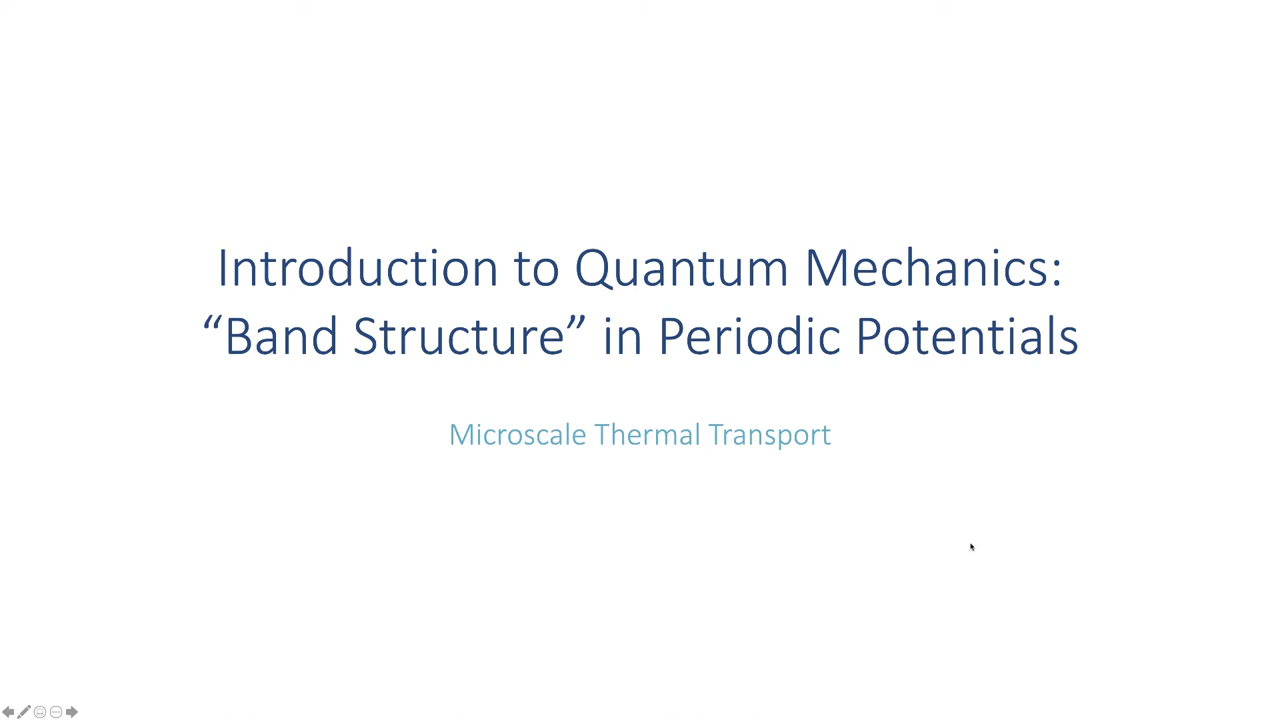 Introduction to Quantum Mechanics:
“Band Structure” in Periodic Potentials
Microscale Thermal Transport